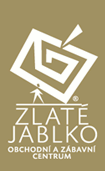 ®
ZLATÉ
JABLKO
OBCHODNÍ A ZÁBAVNÍ
CENTRUM